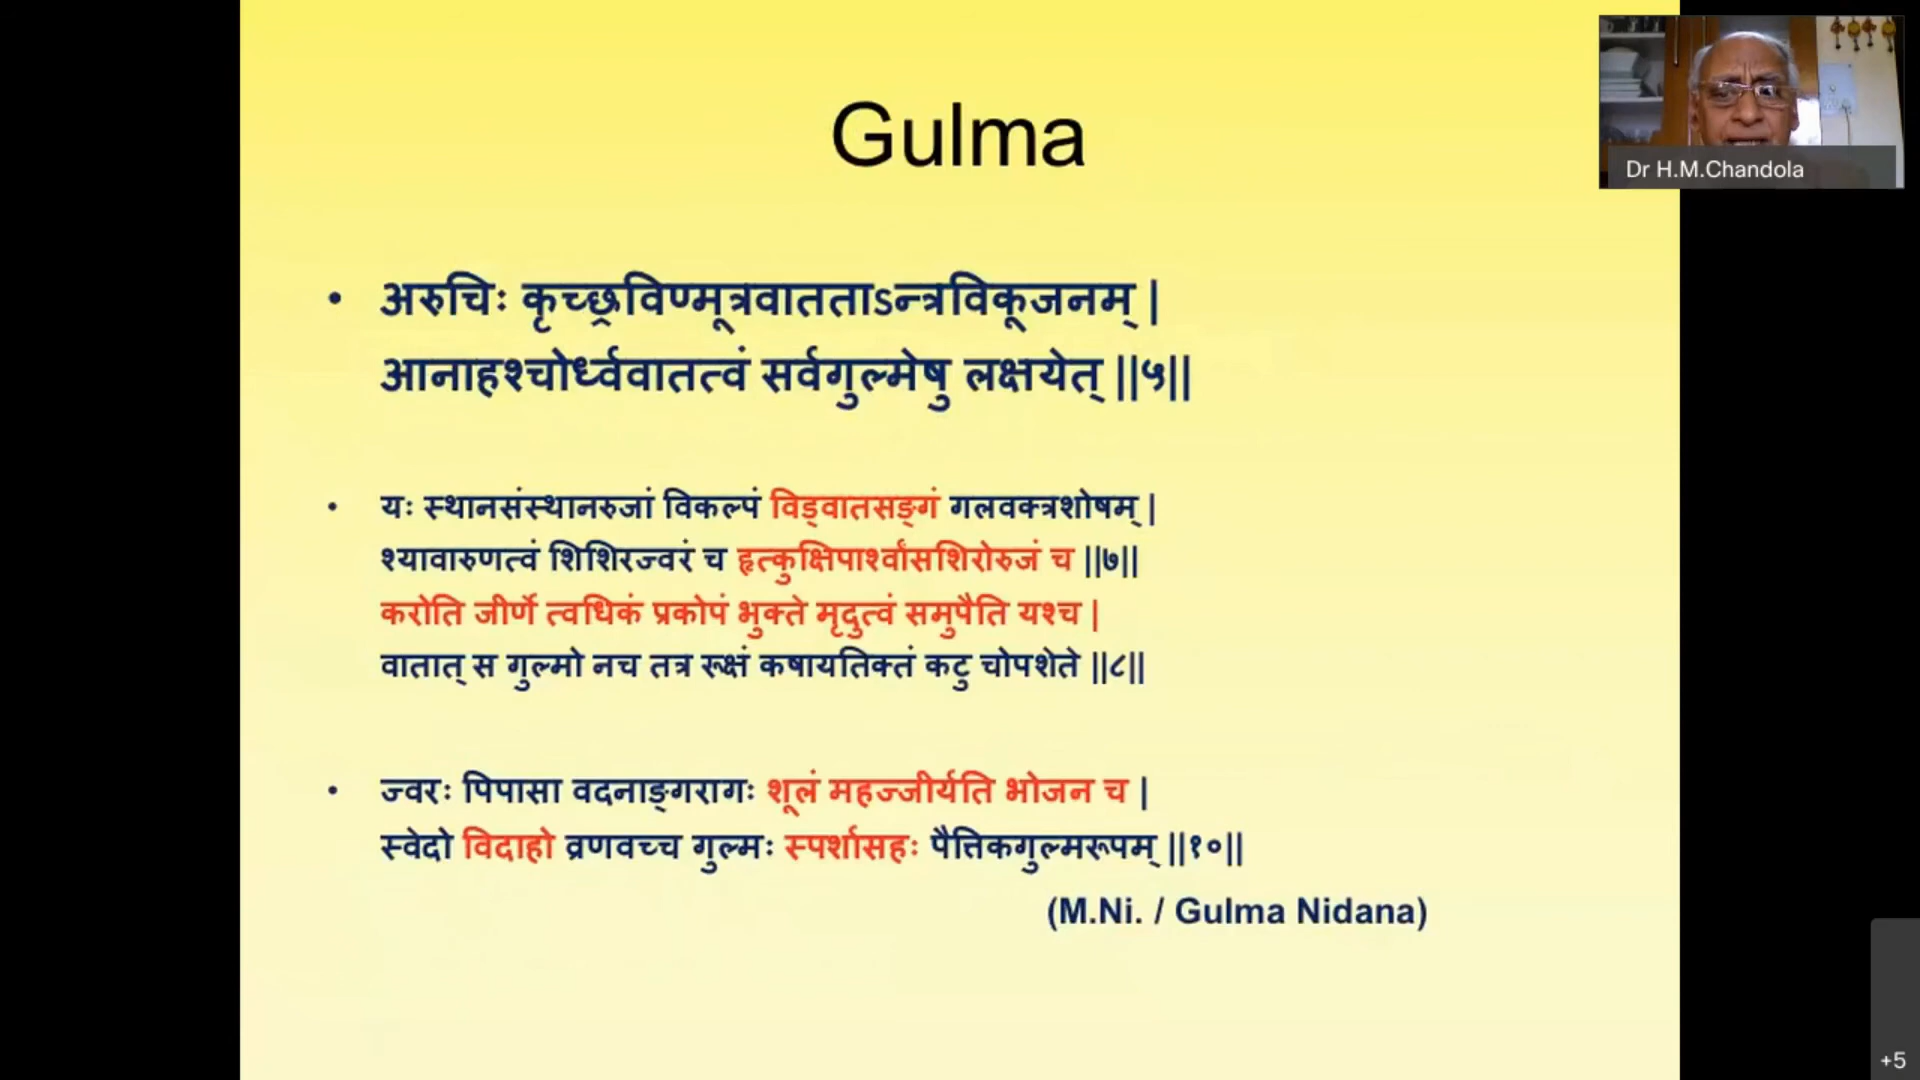 Gulma
Dr H.M.Chandola
• अरुचिः कृच्छ्रविण्मूत्रवातताऽन्त्रविकूजनम् |
आनाहश्चोर्ध्ववातत्वं सर्वगुल्मेषु लक्षयेत् ||५||
• यः स्थानसंस्थानरुजां विकल्पं विड्वातसङ्गं गलवक्त्रशोषम् |
श्यावारुणत्वं शिशिरज्वरं च हृत्कुक्षिपार्श्वांसशिरोरुजं च ||७||
करोति जीर्णे त्वधिकं प्रकोपं भुक्ते मृदुत्वं समुपैति यश्च |
वातात् स गुल्मो नच तत्र रूक्षं कषायतिक्तं कटु चोपशेते ||८||
• ज्वरः पिपासा वदनाङ्गरागः शूलं महज्जीर्यति भोजन च |
स्वेदो विदाहो व्रणवच्च गुल्मः स्पर्शासहः पैत्तिकगुल्मरूपम् ||१०||
(M.Ni. / Gulma Nidana)
+5